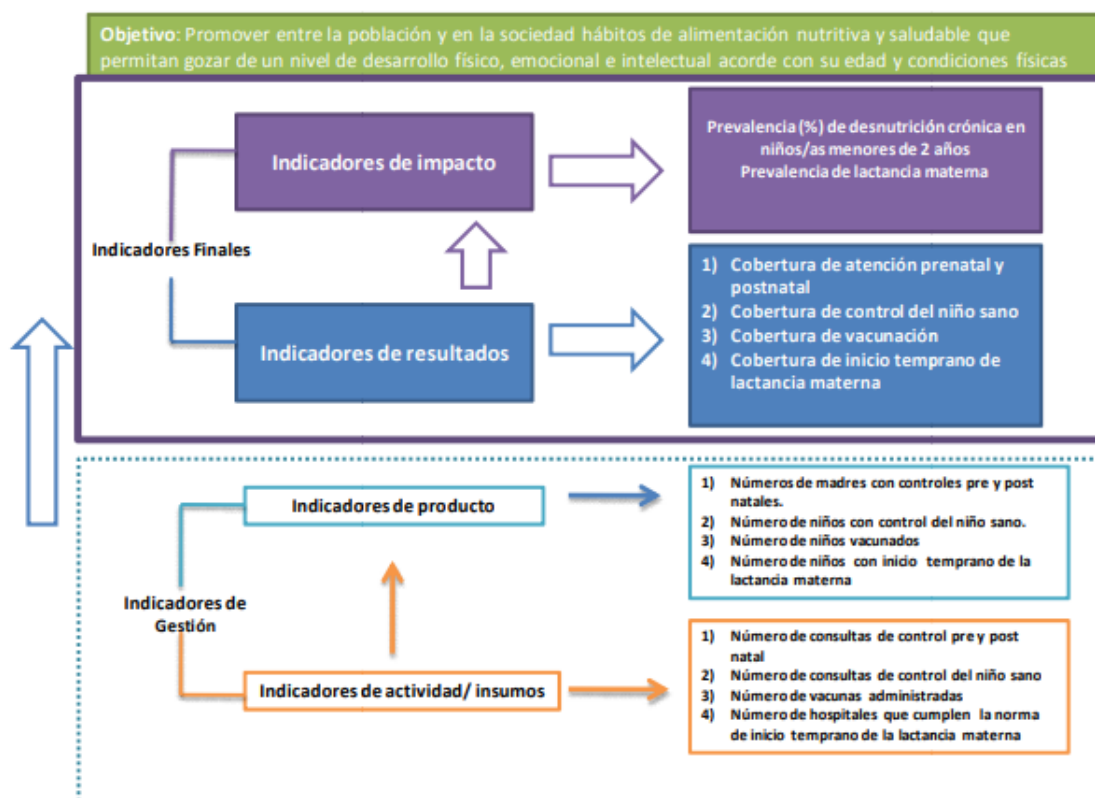 Objetivo: Promover entre la población y en la sociedad hábitos de alimentación nutritiva y saludable que
permitan gozar de un nivel de desarrollo físico, emocional e intelectual acorde con su edad y condiciones físicas
Indicadores de impacto
Prevalencia (%) de desnutrición crónica en
niños/as menores de 2 años
Prevalencia de lactancia materna
Indicadores Finales
Indicadores de resultados
1) Cobertura de atención prenatal y
postnatal
2) Cobertura de control del niño sano
3) Cobertura de vacunación
4) Cobertura de inicio temprano de
lactancia materna
Indicadores de producto
1) Números de madres con controles pre y post
natales.
2) Número de niños con control del niño sano.
3) Número de niños vacunados
4) Número de niños con inicio temprano de la
lactancia materna
Indicadores de
Gestión
Indicadores de actividad/ insumos
1) Número de consultas de control pre y post
natal
2) Número de consultas de control del niño sano
3) Número de vacunas administradas
4) Número de hospitales que cumplen la norma
de inicio temprano de la lactancia materna